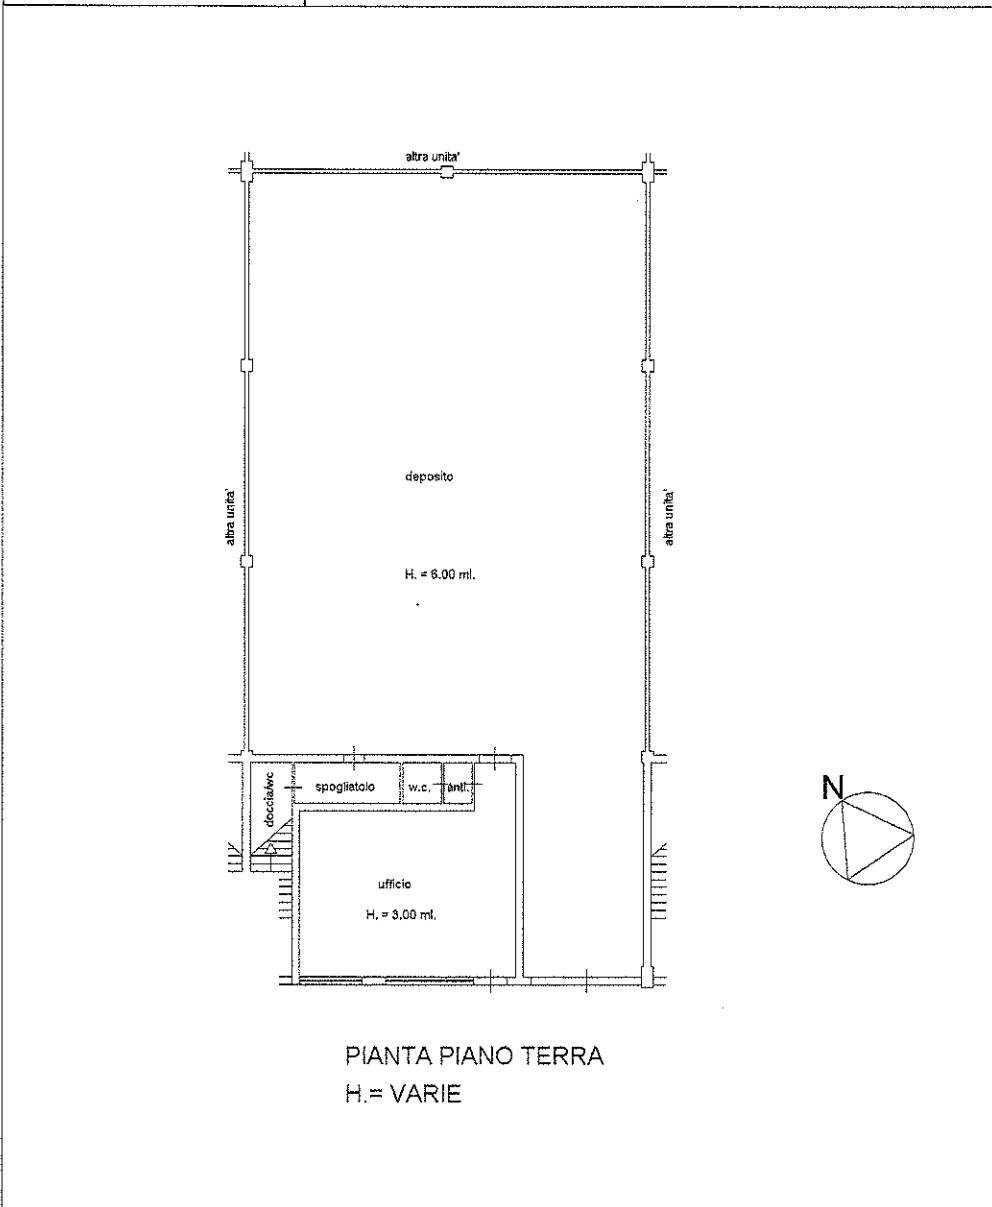 altra unita'
altra unita'
altra unita'
deposito
H. = 6.00 ml.
doccia/wc
spogliatoio
w.c.
anti.
N
ufficio
H. = 3.00 ml.
PIANTA PIANO TERRA
H.= VARIE